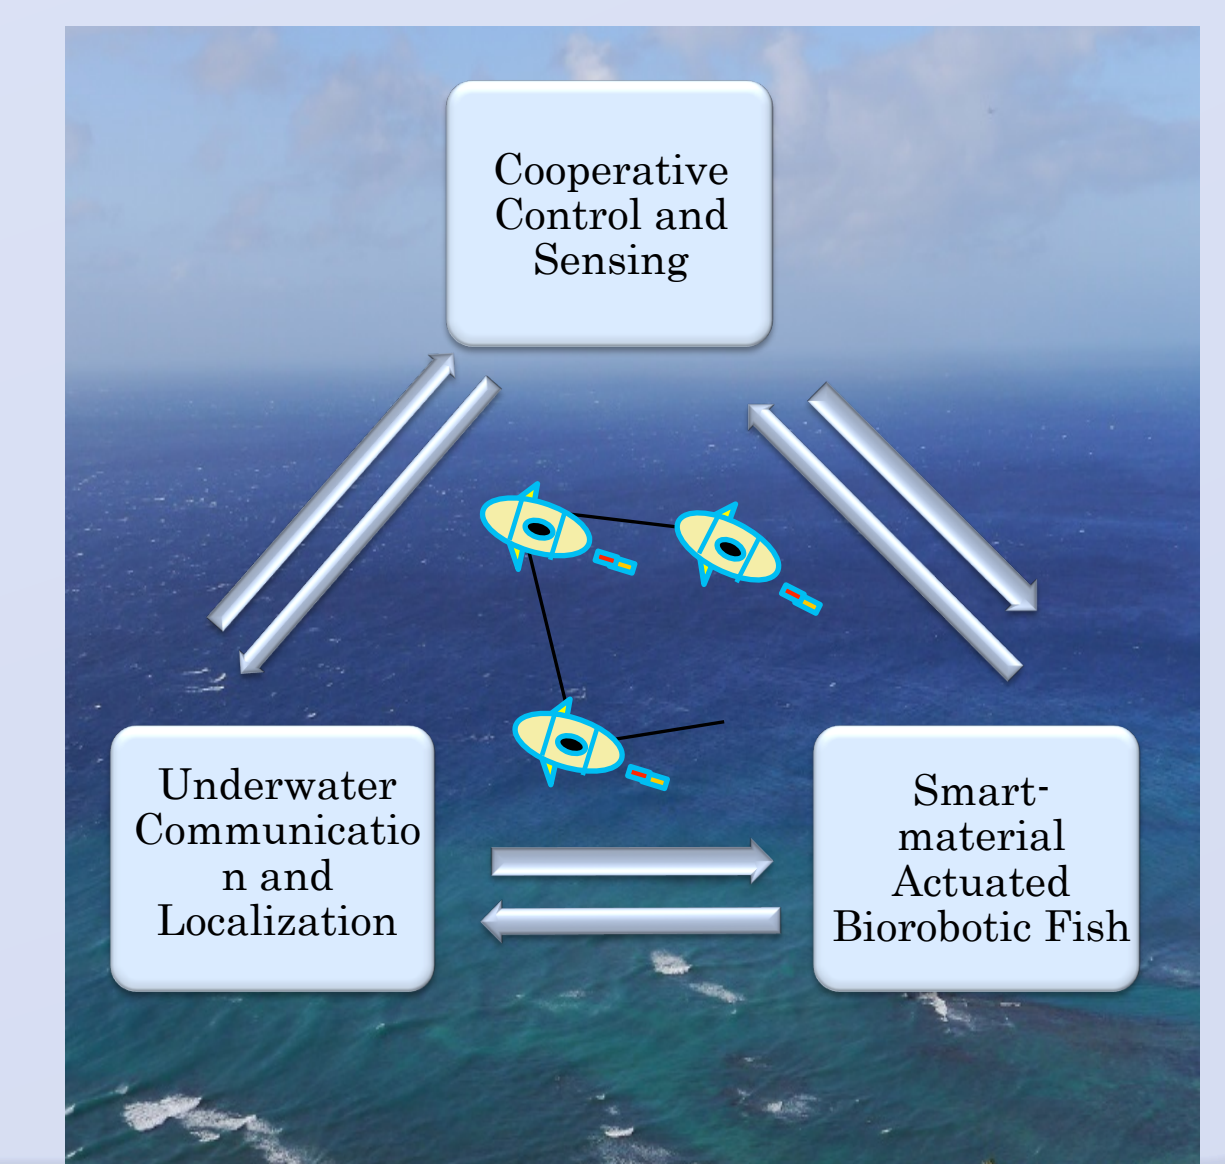 Cooperative
Control and
Sensing
Underwater
Communicatio
n and
Localization
Smart-
material
Actuated
Biorobotic Fish